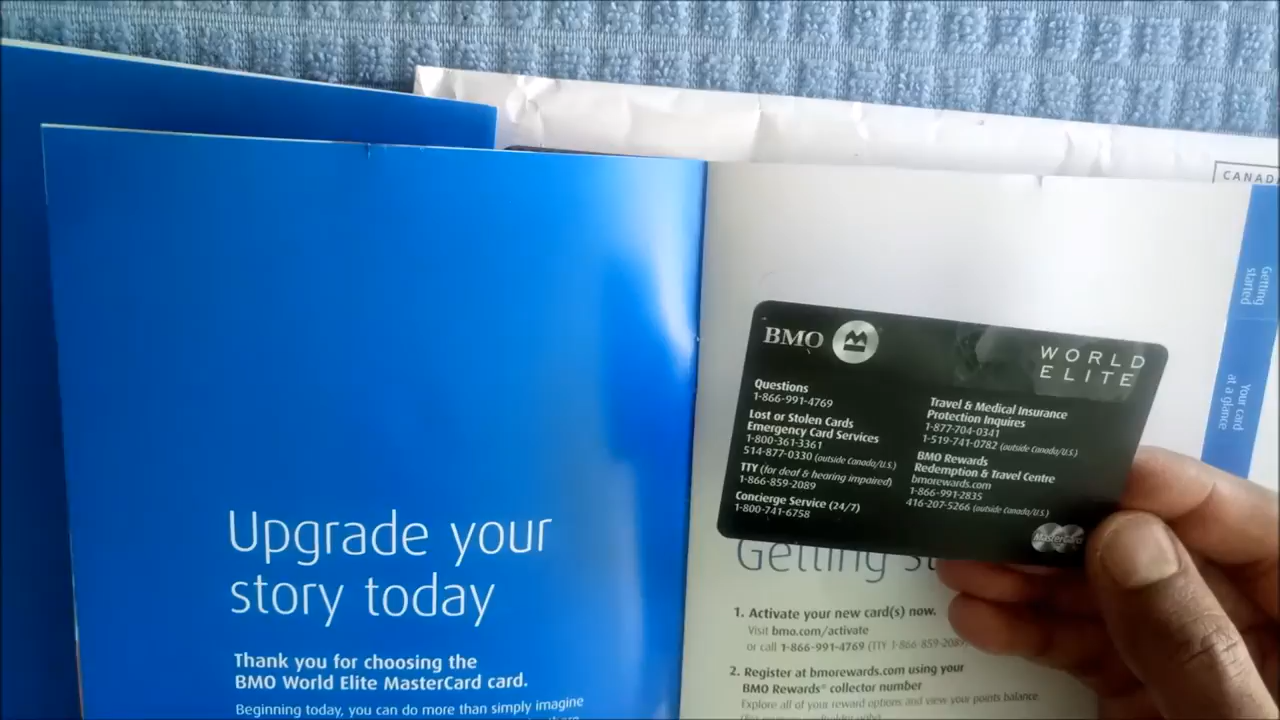 CANADA
Getting
started
Your card
at a glance
BMO
WORLD
ELITE
Questions
1-866-991-4769
Lost or Stolen Cards
Emergency Card Services
1-800-361-3361
514-877-0330 (outside Canada/U.S.)
TTY (for deaf & hearing impaired)
1-866-859-2089
Concierge Service (24/7)
1-800-741-6758
Travel & Medical Insurance
Protection Inquires
1-877-704-0341
1-519-741-0782 (outside Canada/U.S.)
BMO Rewards
Redemption & Travel Centre
bmorewards.com
1-866-991-2835
416-207-5266 (outside Canada/U.S.)
MasterCard
Upgrade your
story today
Thank you for choosing the
BMO World Elite MasterCard card.
Beginning today, you can do more than simply imagine
Getting st
1. Activate your new card(s) now.
Visit bmo.com/activate
or call 1-866-991-4769 (TTY 1-866-859-2089)
2. Register at bmorewards.com using your
BMO Rewards® collector number
Explore all of your reward options and view your points balance